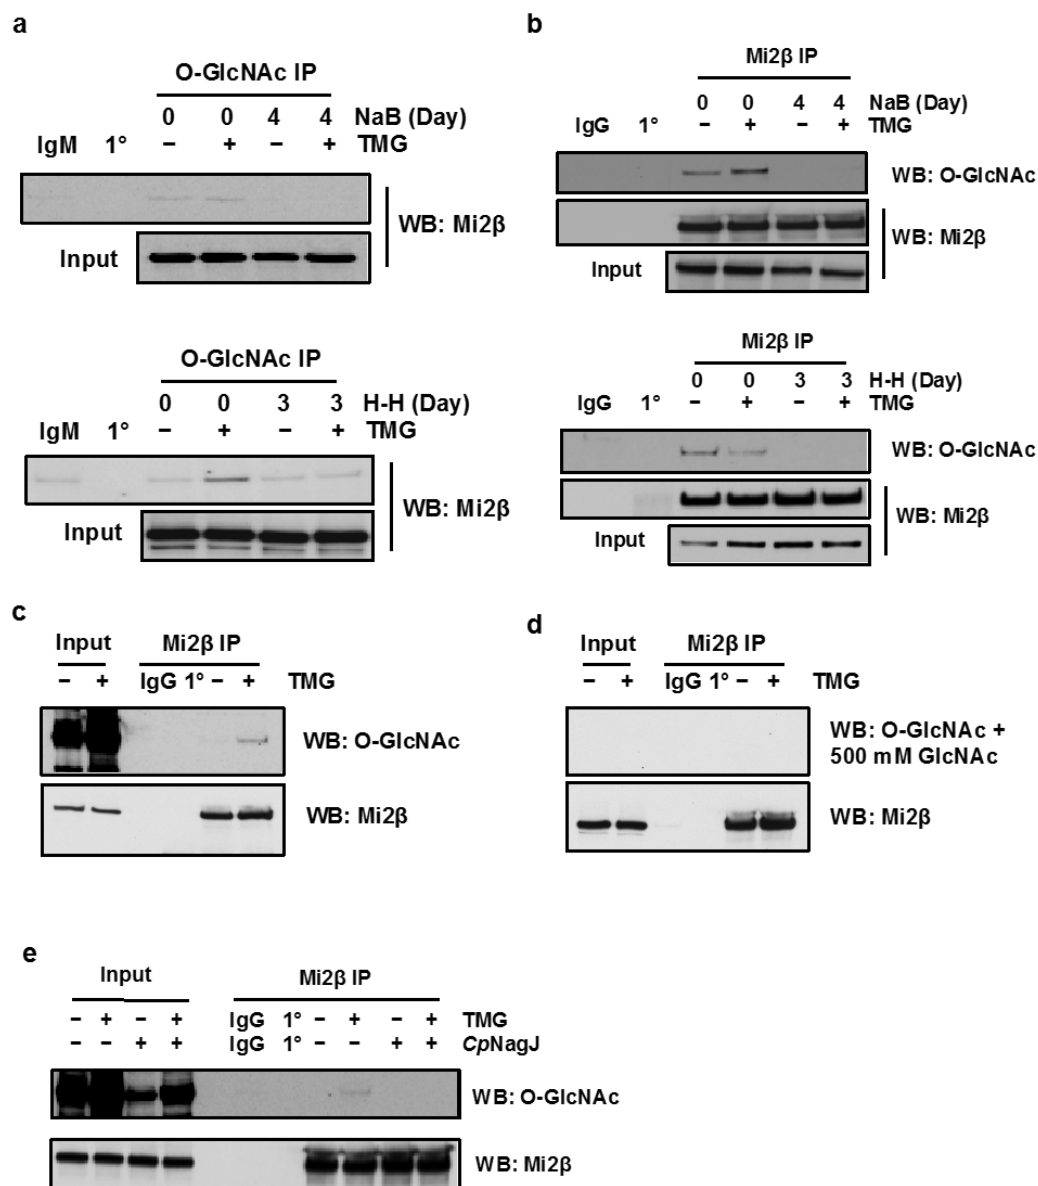 a
O-GlcNAc IP
0 0 4 4 NaB (Day)
IgM 1° − + − + TMG
WB: Mi2β
Input
O-GlcNAc IP
0 0 3 3 H-H (Day)
IgM 1° − + − + TMG
WB: Mi2β
Input
b
Mi2β IP
0 0 4 4 NaB (Day)
IgG 1° − + − + TMG
WB: O-GlcNAc
WB: Mi2β
Input
Mi2β IP
0 0 3 3 H-H (Day)
IgG 1° − + − + TMG
WB: O-GlcNAc
WB: Mi2β
Input
c
Input Mi2β IP
− + IgG 1° − + TMG
WB: O-GlcNAc
WB: Mi2β
d
Input Mi2β IP
− + IgG 1° − + TMG
WB: O-GlcNAc +
500 mM GlcNAc
WB: Mi2β
e
Input Mi2β IP
− + − + IgG 1° − + − + TMG
− − + + IgG 1° − − + + CpNagJ
WB: O-GlcNAc
WB: Mi2β